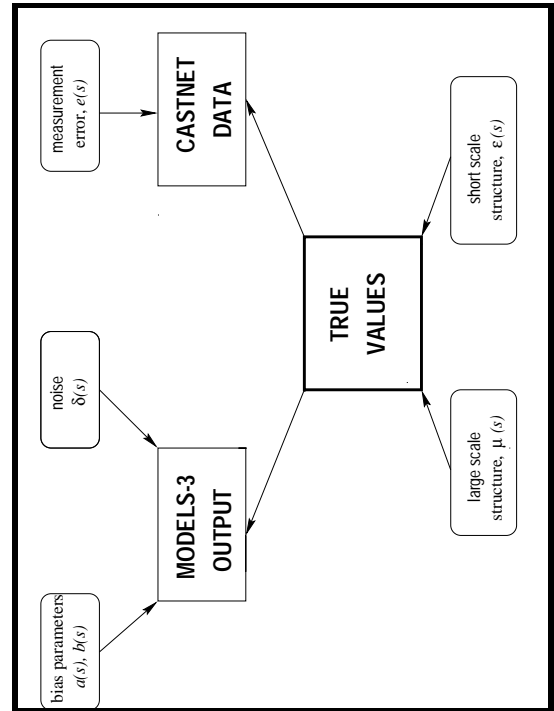 bias parameters
a(s), b(s)
noise
δ(s)
measurement
error, e(s)
MODELS-3
OUTPUT
CASTNET
DATA
TRUE
VALUES
large scale
structure, μ (s)
short scale
structure, ε (s)